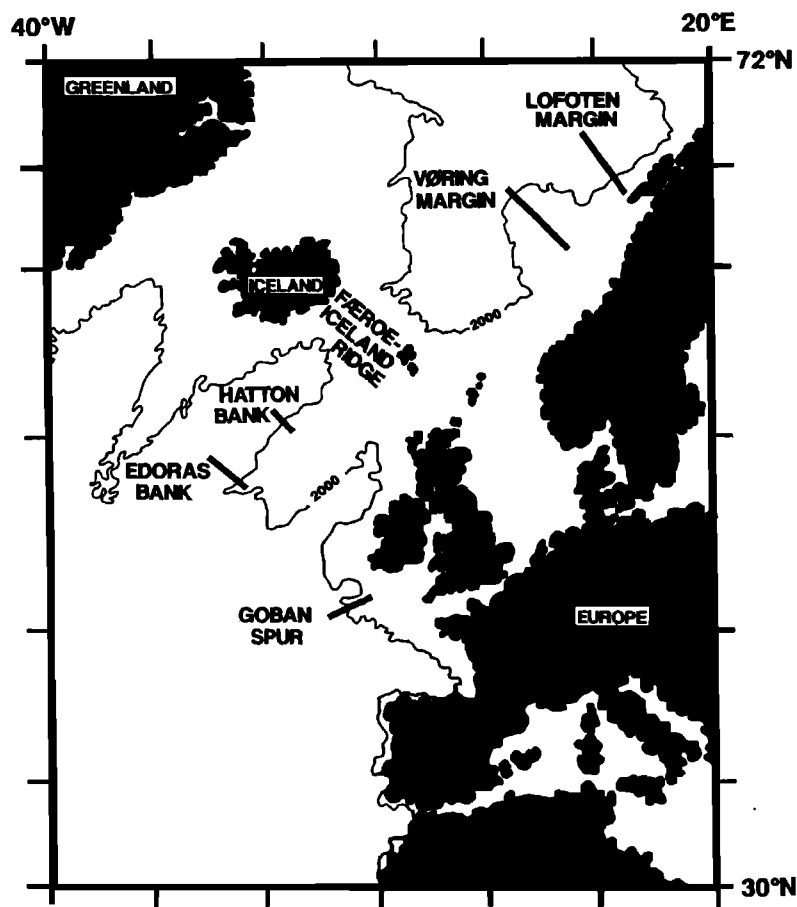 40°W
20°E
72°N
GREENLAND
LOFOTEN
MARGIN
VØRING
MARGIN
ICELAND
FÆROE-
ICELAND
RIDGE
2000
HATTON
BANK
EDORAS
BANK
2000
GOBAN
SPUR
EUROPE
30°N